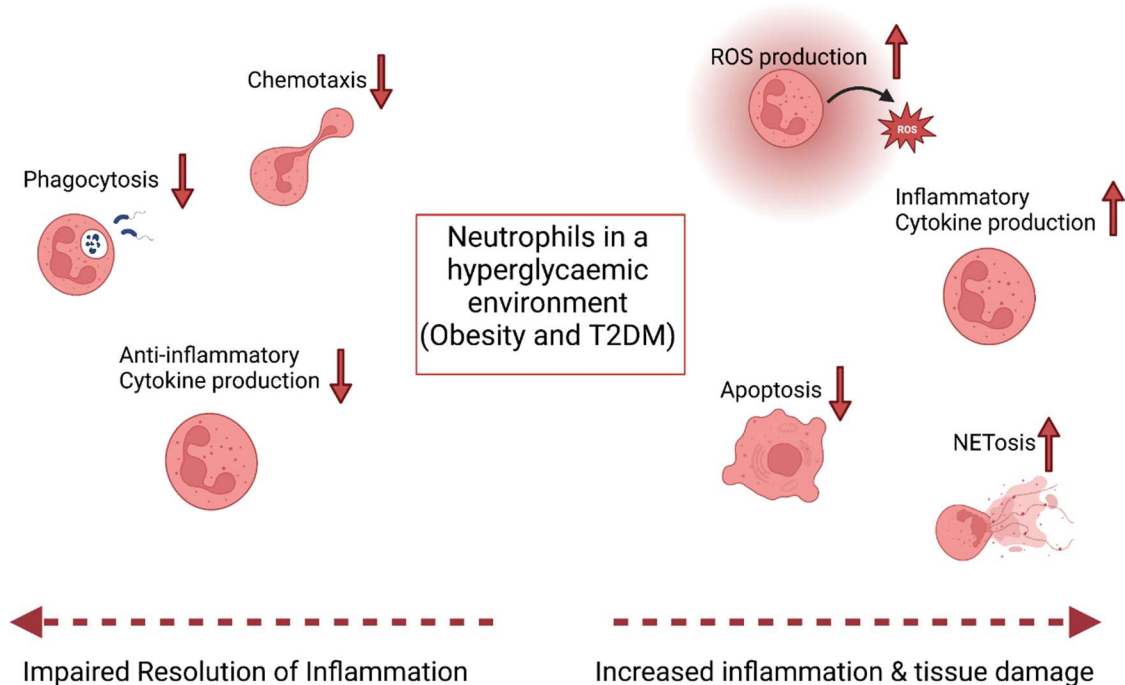 Chemotaxis
Phagocytosis
Anti-inflammatory
Cytokine production
Neutrophils in a
hyperglycaemic
environment
(Obesity and T2DM)
ROS production
ROS
Inflammatory
Cytokine production
Apoptosis
NETosis
Impaired Resolution of Inflammation
Increased inflammation & tissue damage